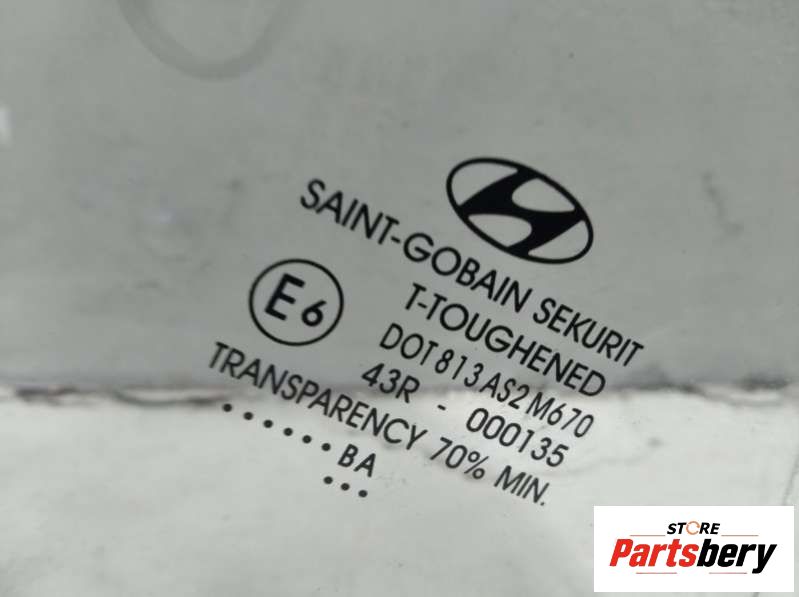 SAINT-GOBAIN SEKURIT
T-TOUGHENED
E6
DOT 813 AS2 M670
43R - 000135
TRANSPARENCY 70% MIN.
······ BA
···
STORE
Partsbery